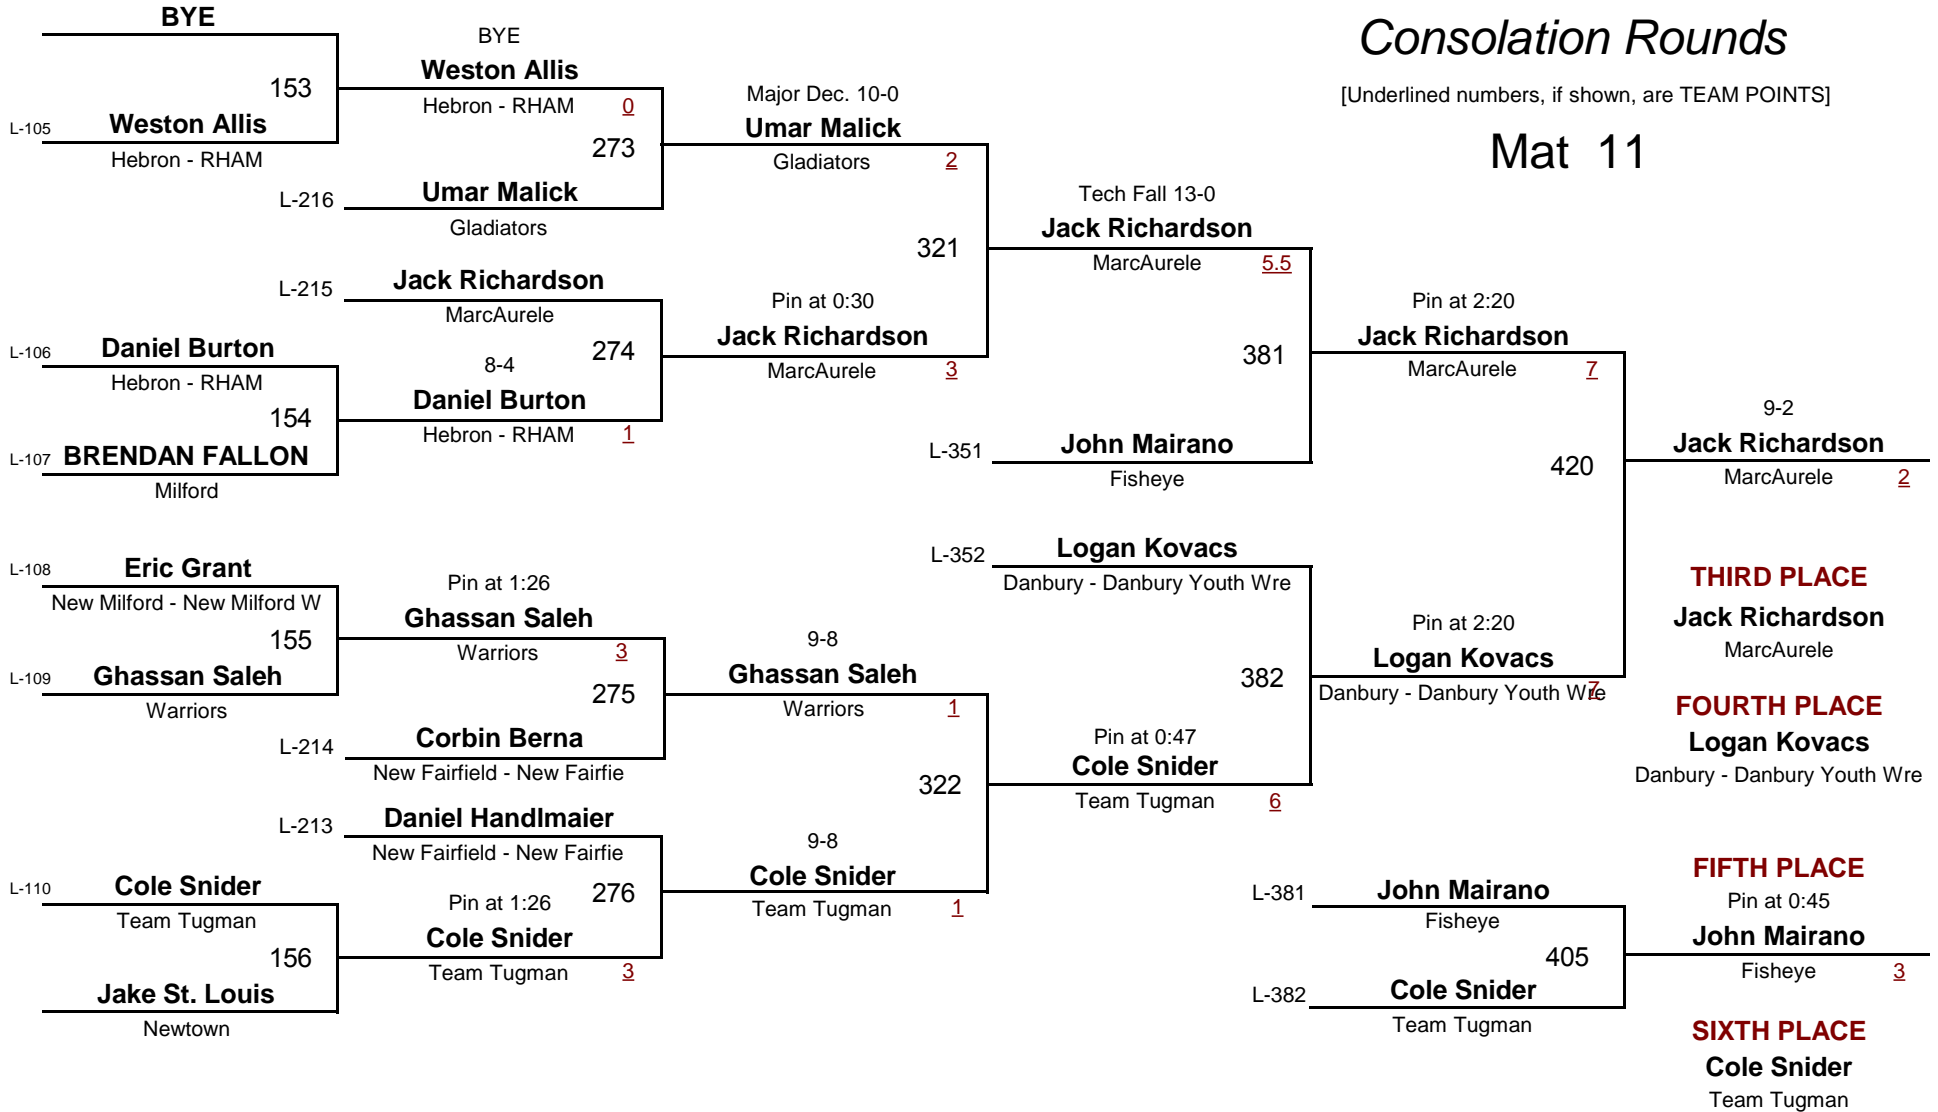 BYE
Consolation Rounds
[Underlined numbers, if shown, are TEAM POINTS]
Mat 11
153
L-105
Weston Allis
Hebron - RHAM
BYE
Weston Allis
Hebron - RHAM 0
273
L-216
Umar Malick
Gladiators
Major Dec. 10-0
Umar Malick
Gladiators 2
L-215
Jack Richardson
MarcAurele
L-106
Daniel Burton
Hebron - RHAM
154
L-107
BRENDAN FALLON
Milford
274
8-4
Daniel Burton
Hebron - RHAM 1
Pin at 0:30
Jack Richardson
MarcAurele 3
321
Tech Fall 13-0
Jack Richardson
MarcAurele 5.5
381
L-351
John Mairano
Fisheye
Pin at 2:20
Jack Richardson
MarcAurele 7
420
9-2
Jack Richardson
MarcAurele 2
L-108
Eric Grant
New Milford - New Milford W
155
L-109
Ghassan Saleh
Warriors
Pin at 1:26
Ghassan Saleh
Warriors 3
275
L-214
Corbin Berna
New Fairfield - New Fairfie
9-8
Ghassan Saleh
Warriors 1
L-213
Daniel Handlmaier
New Fairfield - New Fairfie
276
L-110
Cole Snider
Team Tugman
156
Jake St. Louis
Newtown
Pin at 1:26
Cole Snider
Team Tugman 3
9-8
Cole Snider
Team Tugman 1
322
L-352
Logan Kovacs
Danbury - Danbury Youth Wre
382
Pin at 0:47
Cole Snider
Team Tugman 6
Pin at 2:20
Logan Kovacs
Danbury - Danbury Youth Wre 7
THIRD PLACE
Jack Richardson
MarcAurele
FOURTH PLACE
Logan Kovacs
Danbury - Danbury Youth Wre
L-381
John Mairano
Fisheye
405
L-382
Cole Snider
Team Tugman
FIFTH PLACE
Pin at 0:45
John Mairano
Fisheye 3
SIXTH PLACE
Cole Snider
Team Tugman